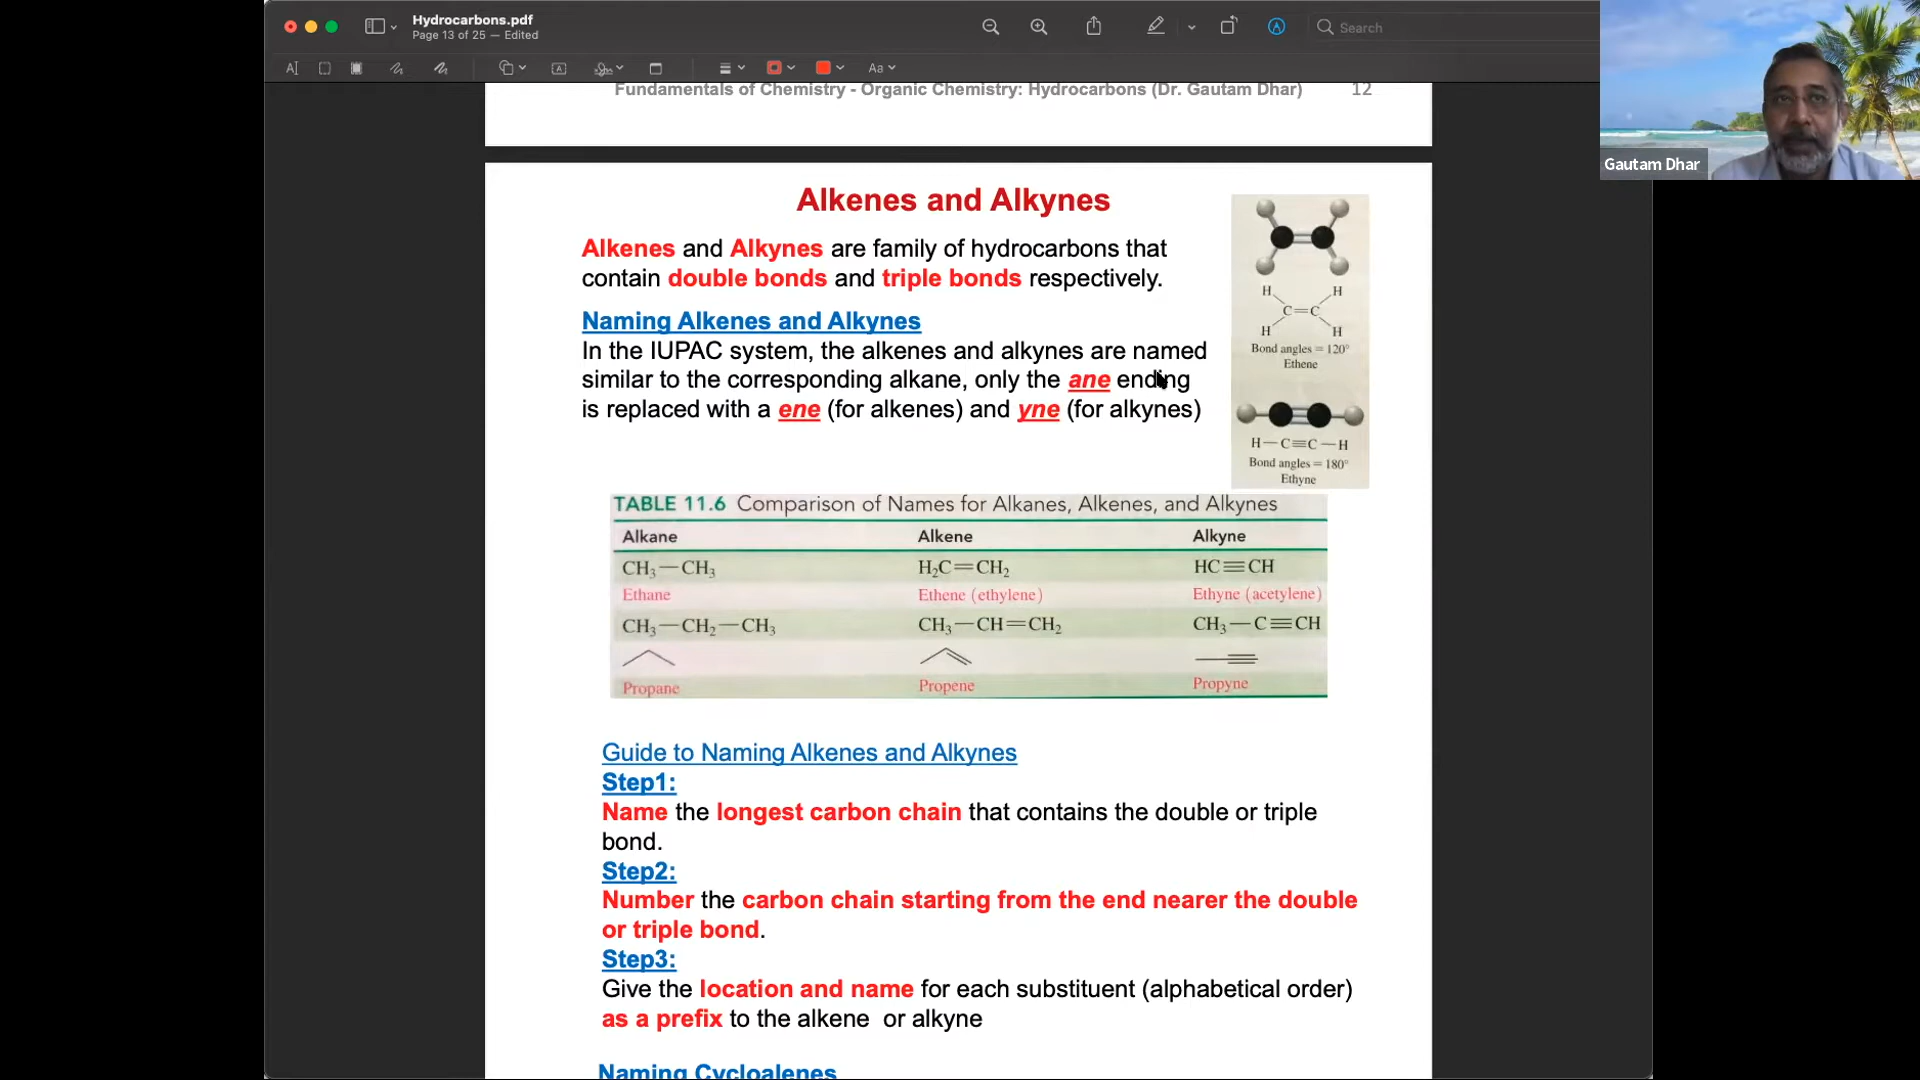 Hydrocarbons.pdf
Page 13 of 25 — Edited
Search
Aa
Gautam Dhar
Fundamentals of Chemistry - Organic Chemistry: Hydrocarbons (Dr. Gautam Dhar) 12
Alkenes and Alkynes
Alkenes and Alkynes are family of hydrocarbons that
contain double bonds and triple bonds respectively.
Naming Alkenes and Alkynes
In the IUPAC system, the alkenes and alkynes are named
similar to the corresponding alkane, only the ane ending
is replaced with a ene (for alkenes) and yne (for alkynes)
H H
C=C
H H
Bond angles = 120°
Ethene
H—C≡C—H
Bond angles = 180°
Ethyne
TABLE 11.6 Comparison of Names for Alkanes, Alkenes, and Alkynes
Alkane Alkene Alkyne
CH₃—CH₃ H₂C=CH₂ HC≡CH
Ethane Ethene (ethylene) Ethyne (acetylene)
CH₃—CH₂—CH₃ CH₃—CH=CH₂ CH₃—C≡CH
Propane Propene Propyne
Guide to Naming Alkenes and Alkynes
Step1:
Name the longest carbon chain that contains the double or triple
bond.
Step2:
Number the carbon chain starting from the end nearer the double
or triple bond.
Step3:
Give the location and name for each substituent (alphabetical order)
as a prefix to the alkene or alkyne
Naming Cycloalenes